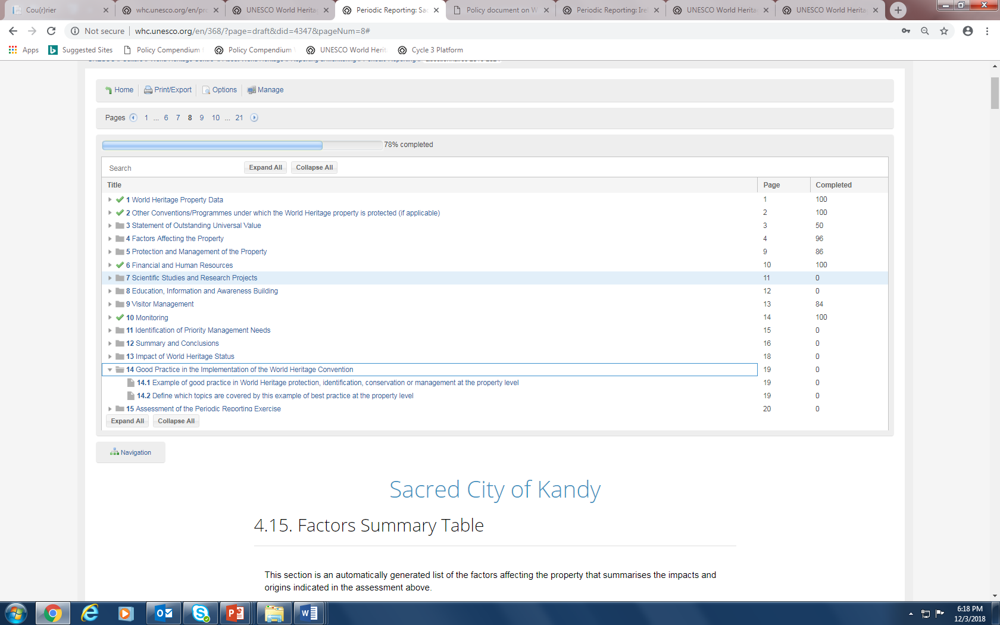 Cou(r)rier
whc.unesco.org/en/pr
UNESCO World Herita
Periodic Reporting: Sa
Policy document on W
Periodic Reporting: Ire
UNESCO World Herita
UNESCO World Herita
Not secure whc.unesco.org/en/368/?page=draft&did=4347&pageNum=8#
Apps Suggested Sites Policy Compendium Policy Compendium UNESCO World Herit Cycle 3 Platform
Home Print/Export Options Manage
Pages 1 ... 6 7 8 9 10 ... 21
78% completed
Search Expand All Collapse All
Title Page Completed
1 World Heritage Property Data 1 100
2 Other Conventions/Programmes under which the World Heritage property is protected (if applicable) 2 100
3 Statement of Outstanding Universal Value 3 50
4 Factors Affecting the Property 4 96
5 Protection and Management of the Property 9 86
6 Financial and Human Resources 10 100
7 Scientific Studies and Research Projects 11 0
8 Education, Information and Awareness Building 12 0
9 Visitor Management 13 84
10 Monitoring 14 100
11 Identification of Priority Management Needs 15 0
12 Summary and Conclusions 16 0
13 Impact of World Heritage Status 18 0
14 Good Practice in the Implementation of the World Heritage Convention 19 0
14.1 Example of good practice in World Heritage protection, identification, conservation or management at the property level 19 0
14.2 Define which topics are covered by this example of best practice at the property level 19 0
15 Assessment of the Periodic Reporting Exercise 20 0
Expand All Collapse All
Navigation
Sacred City of Kandy
4.15. Factors Summary Table
This section is an automatically generated list of the factors affecting the property that summarises the impacts and
origins indicated in the assessment above.
6:18 PM
12/3/2018